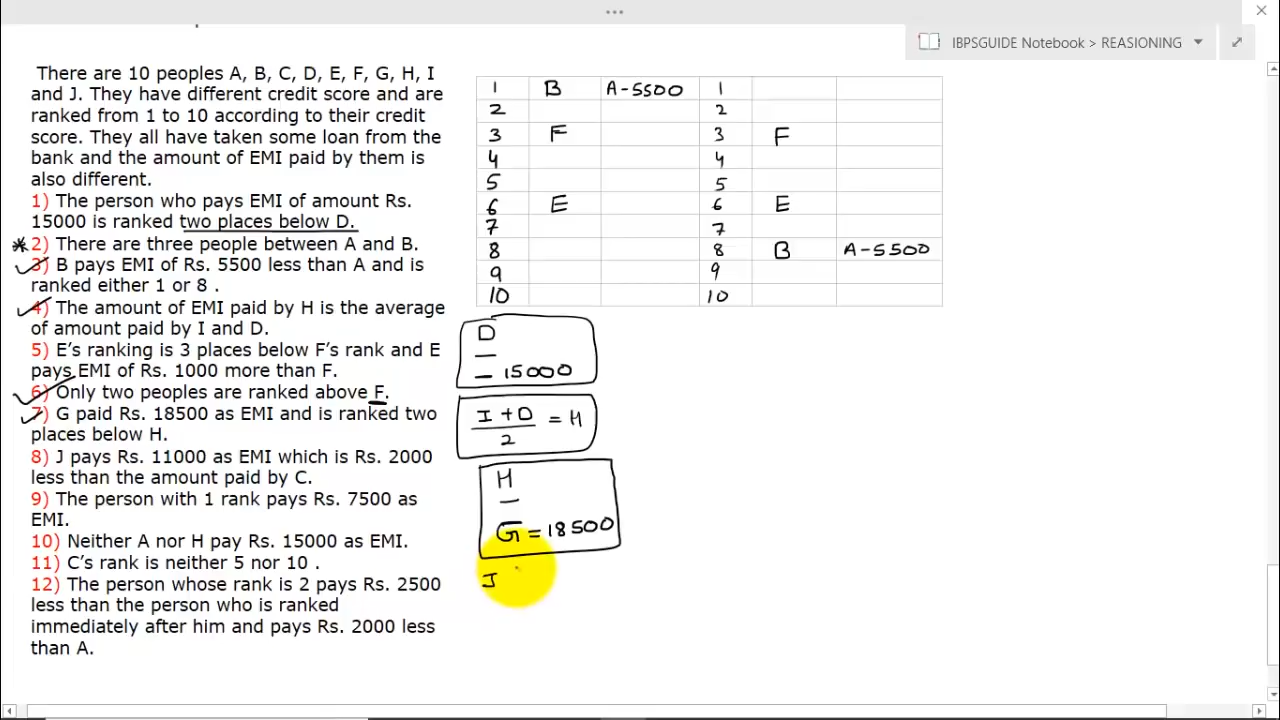 IBPSGUIDE Notebook > REASONING
There are 10 peoples A, B, C, D, E, F, G, H, I
and J. They have different credit score and are
ranked from 1 to 10 according to their credit
score. They all have taken some loan from the
bank and the amount of EMI paid by them is
also different.
1) The person who pays EMI of amount Rs.
15000 is ranked two places below D.
2) There are three people between A and B.
3) B pays EMI of Rs. 5500 less than A and is
ranked either 1 or 8 .
4) The amount of EMI paid by H is the average
of amount paid by I and D.
5) E’s ranking is 3 places below F’s rank and E
pays EMI of Rs. 1000 more than F.
6) Only two peoples are ranked above F.
7) G paid Rs. 18500 as EMI and is ranked two
places below H.
8) J pays Rs. 11000 as EMI which is Rs. 2000
less than the amount paid by C.
9) The person with 1 rank pays Rs. 7500 as
EMI.
10) Neither A nor H pay Rs. 15000 as EMI.
11) C’s rank is neither 5 nor 10 .
12) The person whose rank is 2 pays Rs. 2500
less than the person who is ranked
immediately after him and pays Rs. 2000 less
than A.
1 B A-5500 1
2 2
3 F 3 F
4 4
5 5
6 E 6 E
7 7
8 8 B A-5500
9 9
10 10
D
—
— 15000
I + D
2
= H
H
—
G = 18500
J